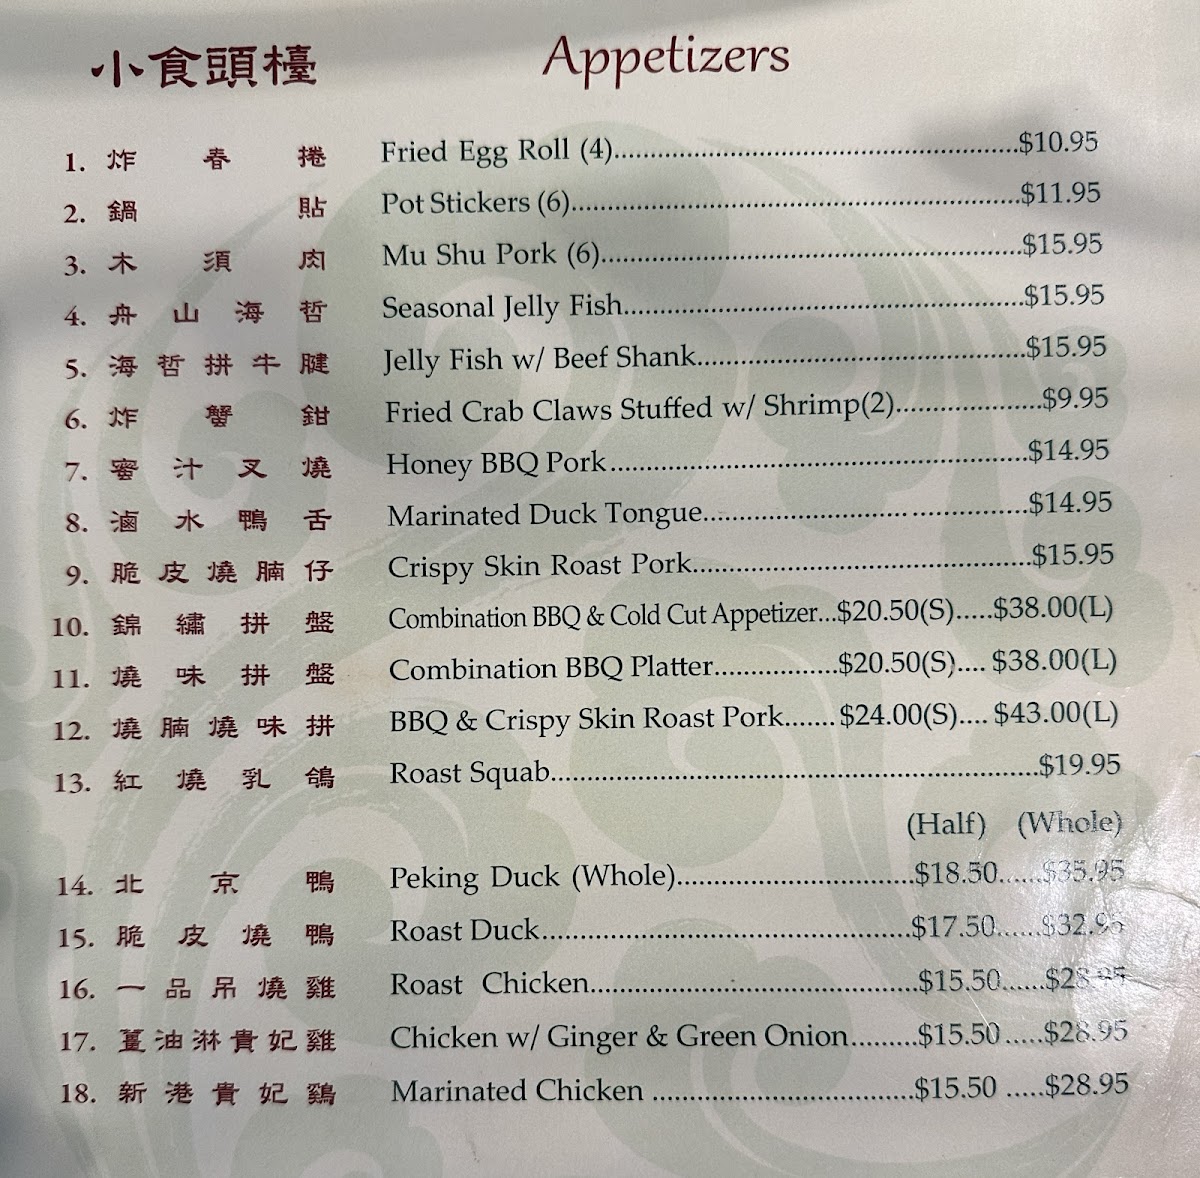 小食頭檯 Appetizers
1. 炸春捲 Fried Egg Roll (4)........$10.95
2. 鍋貼 Pot Stickers (6)........$11.95
3. 木須肉 Mu Shu Pork (6)........$15.95
4. 舟山海哲 Seasonal Jelly Fish........$15.95
5. 海哲拼牛腱 Jelly Fish w/ Beef Shank........$15.95
6. 炸蟹鉗 Fried Crab Claws Stuffed w/ Shrimp(2)........$9.95
7. 蜜汁叉燒 Honey BBQ Pork........$14.95
8. 滷水鴨舌 Marinated Duck Tongue........$14.95
9. 脆皮燒腩仔 Crispy Skin Roast Pork........$15.95
10. 錦繡拼盤 Combination BBQ & Cold Cut Appetizer...$20.50(S).....$38.00(L)
11. 燒味拼盤 Combination BBQ Platter........$20.50(S).... $38.00(L)
12. 燒腩燒味拼 BBQ & Crispy Skin Roast Pork.......$24.00(S).... $43.00(L)
13. 紅燒乳鴿 Roast Squab........$19.95
(Half) (Whole)
14. 北京鴨 Peking Duck (Whole)........$18.50......$35.95
15. 脆皮燒鴨 Roast Duck........$17.50......$32.95
16. 一品吊燒雞 Roast Chicken........$15.50......$28.95
17. 薑油淋貴妃雞 Chicken w/ Ginger & Green Onion.........$15.50.....$28.95
18. 新港貴妃鷄 Marinated Chicken ........$15.50 .....$28.95